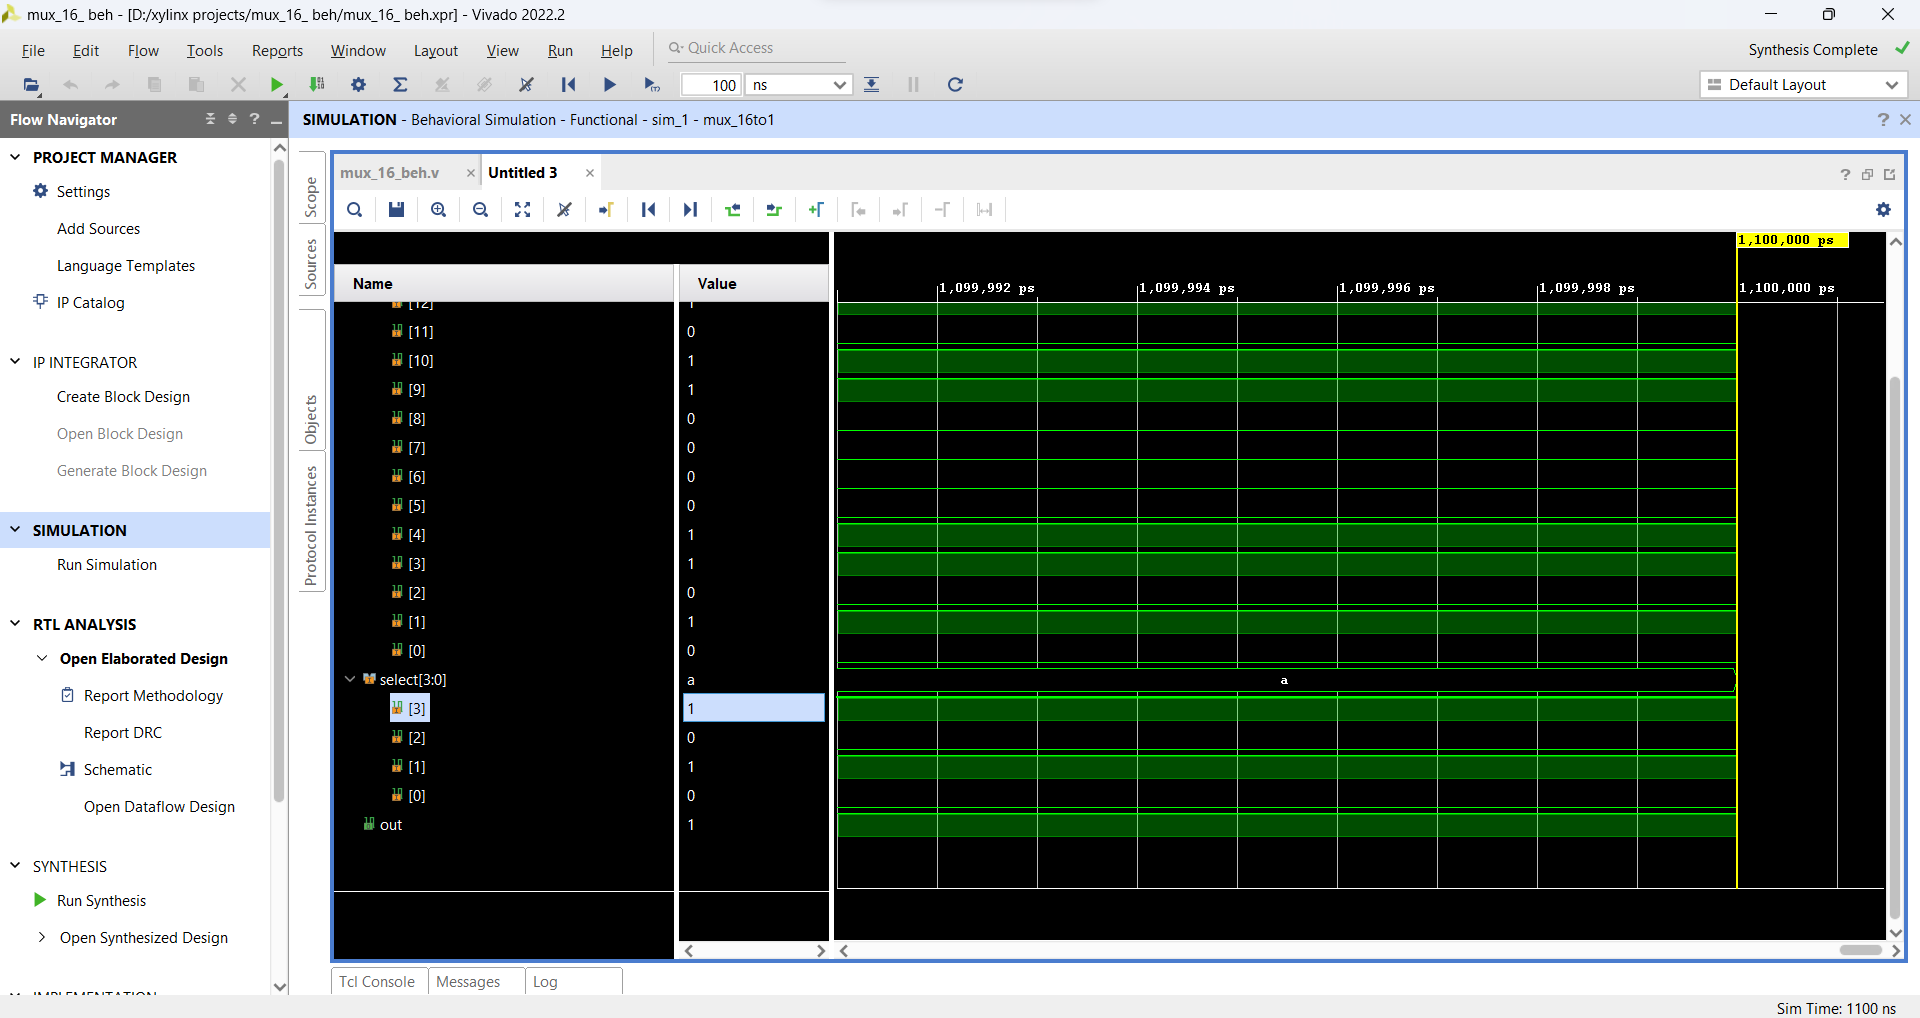 mux_16_ beh - [D:/xylinx projects/mux_16_ beh/mux_16_ beh.xpr] - Vivado 2022.2
File Edit Flow Tools Reports Window Layout View Run Help Quick Access
Synthesis Complete
100 ns
Default Layout
Flow Navigator
SIMULATION - Behavioral Simulation - Functional - sim_1 - mux_16to1
PROJECT MANAGER
Settings
Add Sources
Language Templates
IP Catalog
IP INTEGRATOR
Create Block Design
Open Block Design
Generate Block Design
SIMULATION
Run Simulation
RTL ANALYSIS
Open Elaborated Design
Report Methodology
Report DRC
Schematic
Open Dataflow Design
SYNTHESIS
Run Synthesis
Open Synthesized Design
IMPLEMENTATION
Scope
Sources
Objects
Protocol Instances
mux_16_beh.v
Untitled 3
1,100,000 ps
Name Value
1,099,992 ps 1,099,994 ps 1,099,996 ps 1,099,998 ps 1,100,000 ps
[12] 1
[11] 0
[10] 1
[9] 1
[8] 0
[7] 0
[6] 0
[5] 0
[4] 1
[3] 1
[2] 0
[1] 1
[0] 0
select[3:0] a a
[3] 1
[2] 0
[1] 1
[0] 0
out 1
Tcl Console Messages Log
Sim Time: 1100 ns